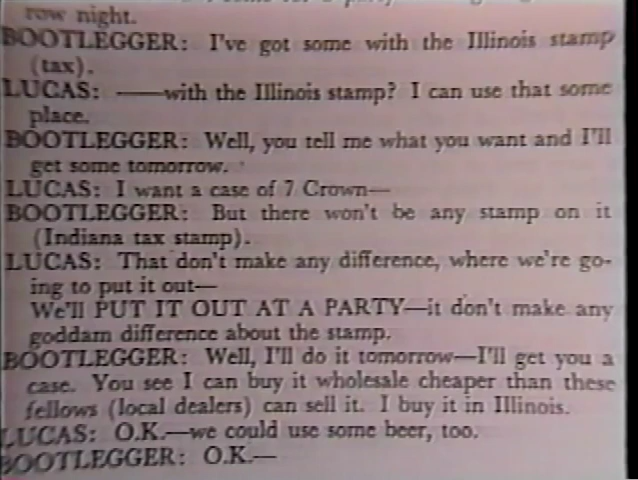 row night.
BOOTLEGGER: I've got some with the Illinois stamp
(tax).
LUCAS: ——with the Illinois stamp? I can use that some
place.
BOOTLEGGER: Well, you tell me what you want and I'll
get some tomorrow.
LUCAS: I want a case of 7 Crown—
BOOTLEGGER: But there won't be any stamp on it
(Indiana tax stamp).
LUCAS: That don't make any difference, where we're go-
ing to put it out—
We'll PUT IT OUT AT A PARTY—it don't make any
goddam difference about the stamp.
BOOTLEGGER: Well, I'll do it tomorrow—I'll get you a
case. You see I can buy it wholesale cheaper than these
fellows (local dealers) can sell it. I buy it in Illinois.
LUCAS: O.K.—we could use some beer, too.
BOOTLEGGER: O.K.—